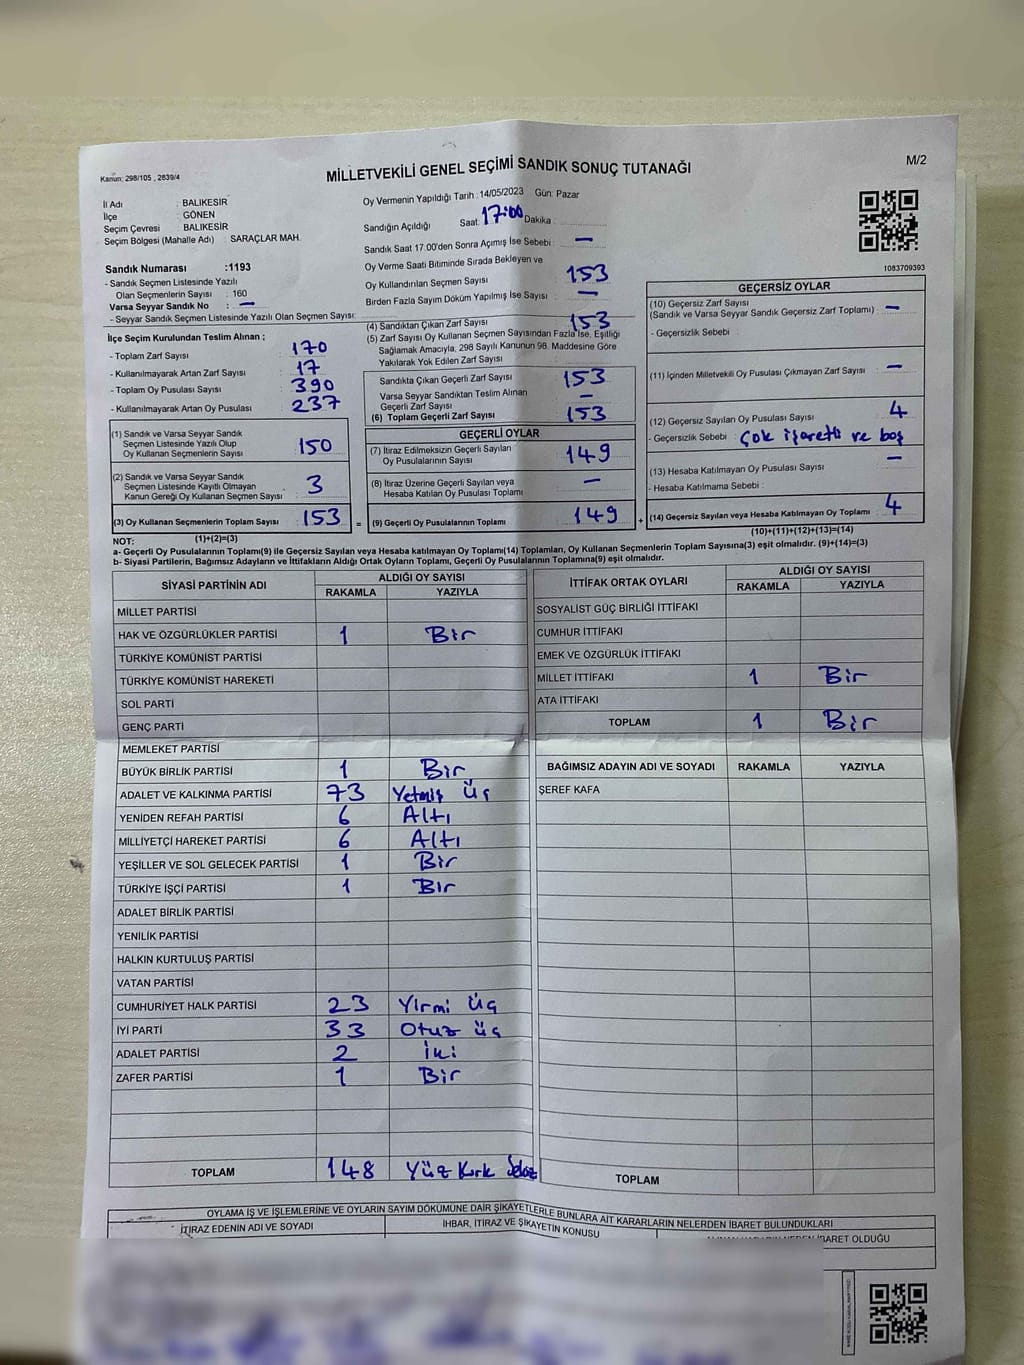 Kanun: 298/105 , 2839/4
MİLLETVEKİLİ GENEL SEÇİMİ SANDIK SONUÇ TUTANAĞI
M/2
İl Adı : BALIKESİR
İlçe : GÖNEN
Seçim Çevresi : BALIKESİR
Seçim Bölgesi (Mahalle Adı) : SARAÇLAR MAH.
Sandık Numarası :1193
- Sandık Seçmen Listesinde Yazılı
Olan Seçmenlerin Sayısı : 160
Varsa Seyyar Sandık No : —
- Seyyar Sandık Seçmen Listesinde Yazılı Olan Seçmen Sayısı:
Oy Vermenin Yapıldığı Tarih : 14/05/2023 Gün: Pazar
Sandığın Açıldığı Saat: 17:00 Dakika :
Sandık Saat 17.00'den Sonra Açımış İse Sebebi : —
Oy Verme Saati Bitiminde Sırada Bekleyen ve
Oy Kullandırılan Seçmen Sayısı : 153
Birden Fazla Sayım Döküm Yapılmış İse Sayısı : —
1083709393
İlçe Seçim Kurulundan Teslim Alınan ;
- Toplam Zarf Sayısı : 170
- Kullanılmayarak Artan Zarf Sayısı : 17
- Toplam Oy Pusulası Sayısı : 390
- Kullanılmayarak Artan Oy Pusulası : 237
(1) Sandık ve Varsa Seyyar Sandık
Seçmen Listesinde Yazılı Olup
Oy Kullanan Seçmenlerin Sayısı : 150
(2) Sandık ve Varsa Seyyar Sandık
Seçmen Listesinde Kayıtlı Olmayan
Kanun Gereği Oy Kullanan Seçmen Sayısı : 3
(3) Oy Kullanan Seçmenlerin Toplam Sayısı : 153
(1)+(2)=(3)
(4) Sandıktan Çıkan Zarf Sayısı : 153
(5) Zarf Sayısı Oy Kullanan Seçmen Sayısından Fazla İse, Eşitliği
Sağlamak Amacıyla, 298 Sayılı Kanunun 98. Maddesine Göre
Yakılarak Yok Edilen Zarf Sayısı :
Sandıkta Çıkan Geçerli Zarf Sayısı : 153
Varsa Seyyar Sandıktan Teslim Alınan
Geçerli Zarf Sayısı : —
(6) Toplam Geçerli Zarf Sayısı : 153
GEÇERLİ OYLAR
(7) İtiraz Edilmeksizin Geçerli Sayılan
Oy Pusulalarının Sayısı : 149
(8) İtiraz Üzerine Geçerli Sayılan veya
Hesaba Katılan Oy Pusulası Toplamı : —
= (9) Geçerli Oy Pusulalarının Toplamı : 149
GEÇERSİZ OYLAR
(10) Geçersiz Zarf Sayısı
(Sandık ve Varsa Seyyar Sandık Geçersiz Zarf Toplamı) : —
- Geçersizlik Sebebi :
(11) İçinden Milletvekili Oy Pusulası Çıkmayan Zarf Sayısı : —
(12) Geçersiz Sayılan Oy Pusulası Sayısı : 4
- Geçersizlik Sebebi : Çok işaretli ve boş
(13) Hesaba Katılmayan Oy Pusulası Sayısı : —
- Hesaba Katılmama Sebebi :
+ (14) Geçersiz Sayılan veya Hesaba Katılmayan Oy Toplamı : 4
(10)+(11)+(12)+(13)=(14)
NOT:
a- Geçerli Oy Pusulalarının Toplamı(9) ile Geçersiz Sayılan veya Hesaba katılmayan Oy Toplamı(14) Toplamları, Oy Kullanan Seçmenlerin Toplam Sayısına(3) eşit olmalıdır. (9)+(14)=(3)
b- Siyasi Partilerin, Bağımsız Adayların ve İttifakların Aldığı Ortak Oyların Toplamı, Geçerli Oy Pusulalarının Toplamına(9) eşit olmalıdır.
SİYASİ PARTİNİN ADI ALDIĞI OY SAYISI
RAKAMLA YAZIYLA
MİLLET PARTİSİ
HAK VE ÖZGÜRLÜKLER PARTİSİ 1 Bir
TÜRKİYE KOMÜNİST PARTİSİ
TÜRKİYE KOMÜNİST HAREKETİ
SOL PARTİ
GENÇ PARTİ
MEMLEKET PARTİSİ
BÜYÜK BİRLİK PARTİSİ 1 Bir
ADALET VE KALKINMA PARTİSİ 73 Yetmiş üç
YENİDEN REFAH PARTİSİ 6 Altı
MİLLİYETÇİ HAREKET PARTİSİ 6 Altı
YEŞİLLER VE SOL GELECEK PARTİSİ 1 Bir
TÜRKİYE İŞÇİ PARTİSİ 1 Bir
ADALET BİRLİK PARTİSİ
YENİLİK PARTİSİ
HALKIN KURTULUŞ PARTİSİ
VATAN PARTİSİ
CUMHURİYET HALK PARTİSİ 23 Yirmi üç
İYİ PARTİ 33 Otuz üç
ADALET PARTİSİ 2 İki
ZAFER PARTİSİ 1 Bir
TOPLAM 148 Yüz Kırk Sekiz
İTTİFAK ORTAK OYLARI ALDIĞI OY SAYISI
RAKAMLA YAZIYLA
SOSYALİST GÜÇ BİRLİĞİ İTTİFAKI
CUMHUR İTTİFAKI
EMEK VE ÖZGÜRLÜK İTTİFAKI
MİLLET İTTİFAKI 1 Bir
ATA İTTİFAKI
TOPLAM 1 Bir
BAĞIMSIZ ADAYIN ADI VE SOYADI RAKAMLA YAZIYLA
ŞEREF KAFA
TOPLAM
OYLAMA İŞ VE İŞLEMLERİNE VE OYLARIN SAYIM DÖKÜMÜNE DAİR ŞİKAYETLERLE BUNLARA AİT KARARLARIN NELERDEN İBARET BULUNDUKLARI
İTİRAZ EDENİN ADI VE SOYADI
İHBAR, İTİRAZ VE ŞİKAYETİN KONUSU
İBARET OLDUĞU